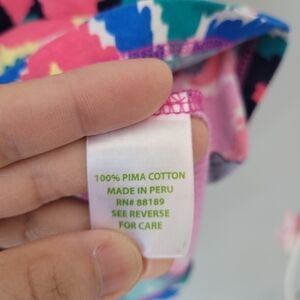 100% PIMA COTTON
MADE IN PERU
RN# 88189
SEE REVERSE
FOR CARE